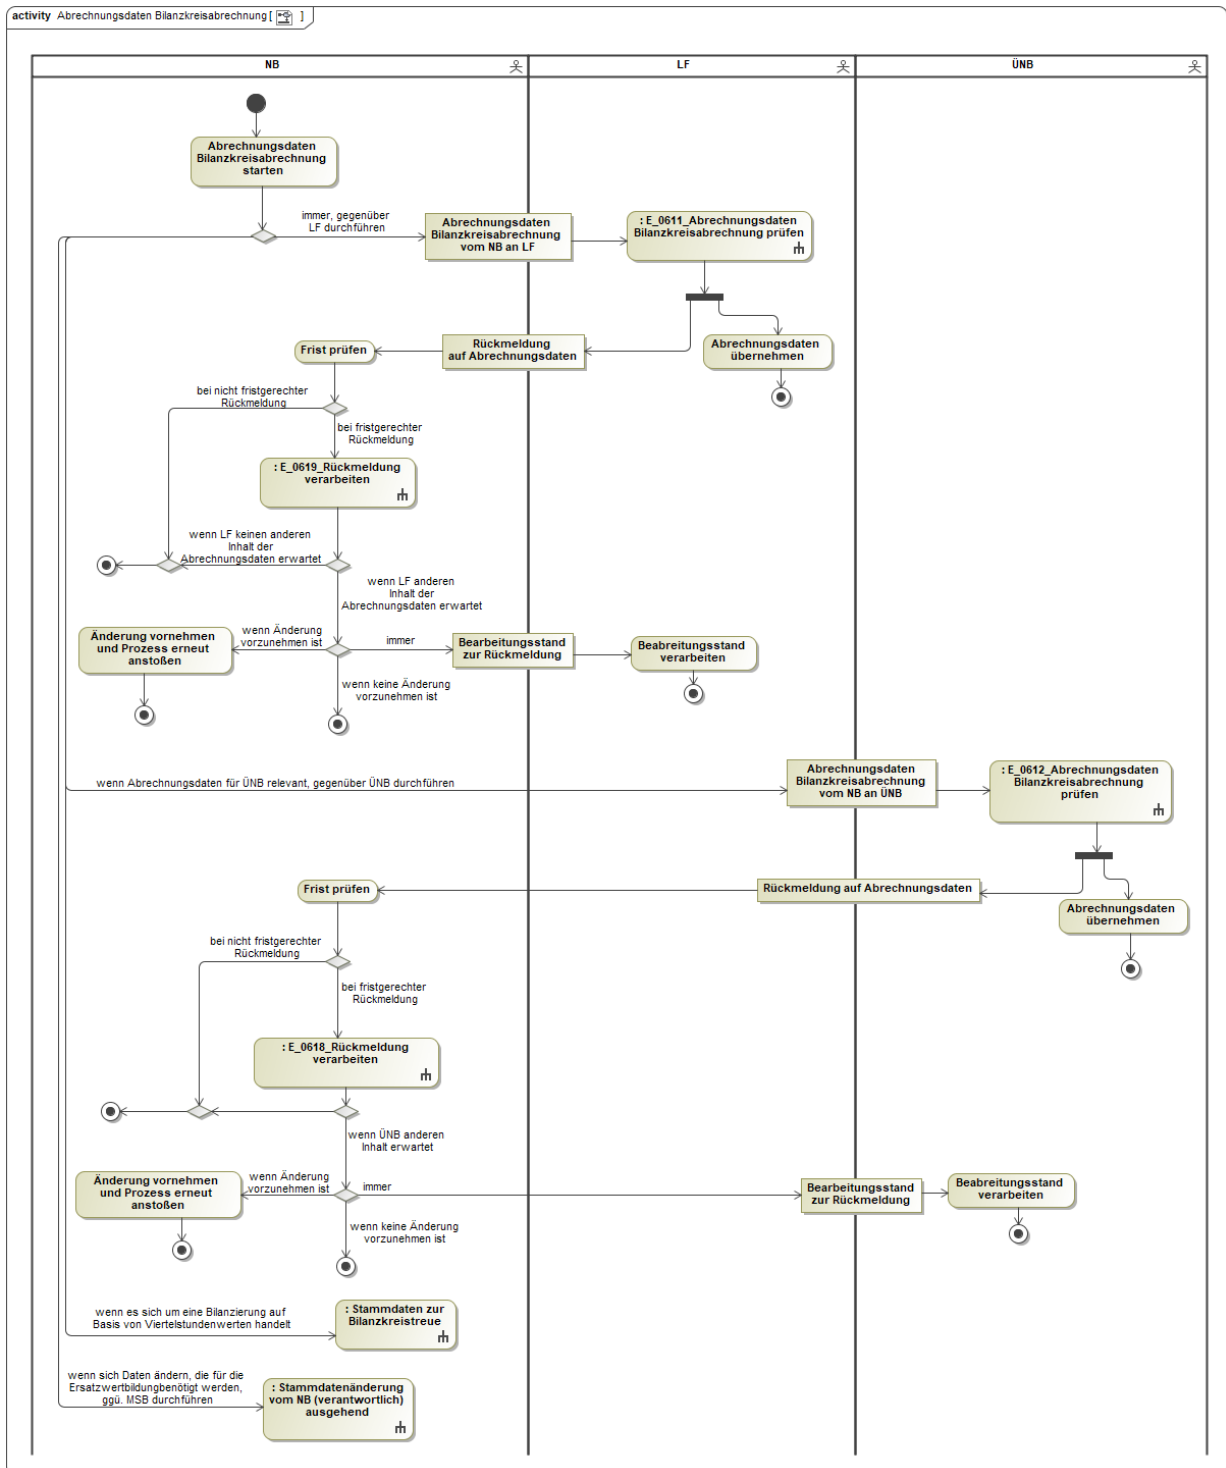 activity Abrechnungsdaten Bilanzkreisabrechnung [ ]
NB
LF
ÜNB
Abrechnungsdaten
Bilanzkreisabrechnung
starten
immer, gegenüber
LF durchführen
Abrechnungsdaten
Bilanzkreisabrechnung
vom NB an LF
: E_0611_Abrechnungsdaten
Bilanzkreisabrechnung prüfen
Frist prüfen
Rückmeldung
auf Abrechnungsdaten
Abrechnungsdaten
übernehmen
bei nicht fristgerechter
Rückmeldung
bei fristgerechter
Rückmeldung
: E_0619_Rückmeldung
verarbeiten
wenn LF keinen anderen
Inhalt der
Abrechnungsdaten erwartet
wenn LF anderen
Inhalt der
Abrechnungsdaten erwartet
Änderung vornehmen
und Prozess erneut
anstoßen
wenn Änderung
vorzunehmen ist
immer
Bearbeitungsstand
zur Rückmeldung
Beabreitungsstand
verarbeiten
wenn keine Änderung
vorzunehmen ist
wenn Abrechnungsdaten für ÜNB relevant, gegenüber ÜNB durchführen
Abrechnungsdaten
Bilanzkreisabrechnung
vom NB an ÜNB
: E_0612_Abrechnungsdaten
Bilanzkreisabrechnung
prüfen
Frist prüfen
Rückmeldung auf Abrechnungsdaten
Abrechnungsdaten
übernehmen
bei nicht fristgerechter
Rückmeldung
bei fristgerechter
Rückmeldung
: E_0618_Rückmeldung
verarbeiten
wenn ÜNB anderen
Inhalt erwartet
Änderung vornehmen
und Prozess erneut
anstoßen
wenn Änderung
vorzunehmen ist
immer
Bearbeitungsstand
zur Rückmeldung
Beabreitungsstand
verarbeiten
wenn keine Änderung
vorzunehmen ist
wenn es sich um eine Bilanzierung auf
Basis von Viertelstundenwerten handelt
: Stammdaten zur
Bilanzkreistreue
wenn sich Daten ändern, die für die
Ersatzwertbildungbenötigt werden,
ggü. MSB durchführen
: Stammdatenänderung
vom NB (verantwortlich)
ausgehend